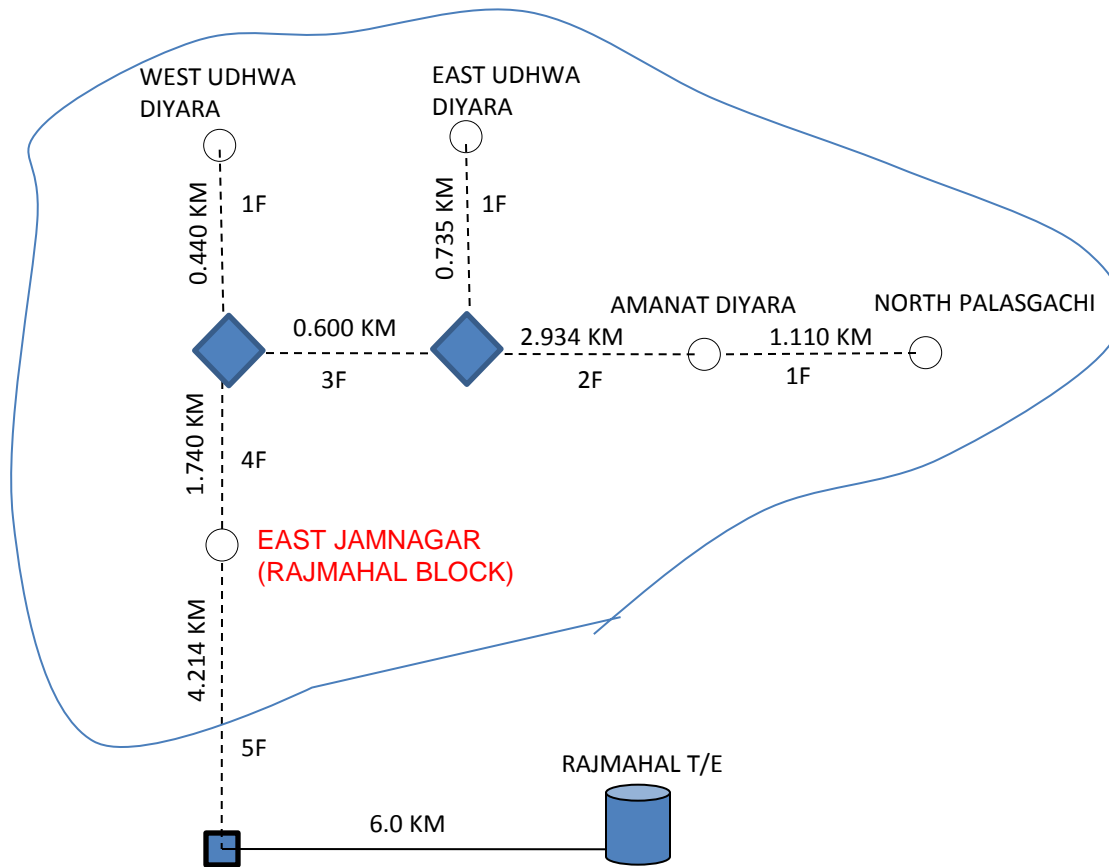 WEST UDHWA
DIYARA
EAST UDHWA
DIYARA
0.440 KM
1F
0.735 KM
1F
AMANAT DIYARA
NORTH PALASGACHI
0.600 KM
2.934 KM
1.110 KM
3F
2F
1F
1.740 KM
4F
EAST JAMNAGAR
(RAJMAHAL BLOCK)
4.214 KM
5F
RAJMAHAL T/E
6.0 KM